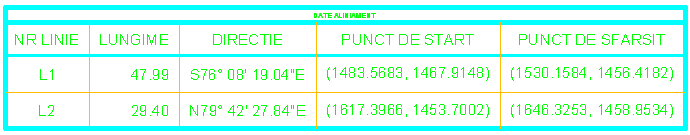 DATE ALINIAMENT
NR LINIE LUNGIME DIRECTIE PUNCT DE START PUNCT DE SFARSIT
L1 47.99 S76° 08' 19.04"E (1483.5683, 1467.9148) (1530.1584, 1456.4182)
L2 29.40 N79° 42' 27.84"E (1617.3966, 1453.7002) (1646.3253, 1458.9534)